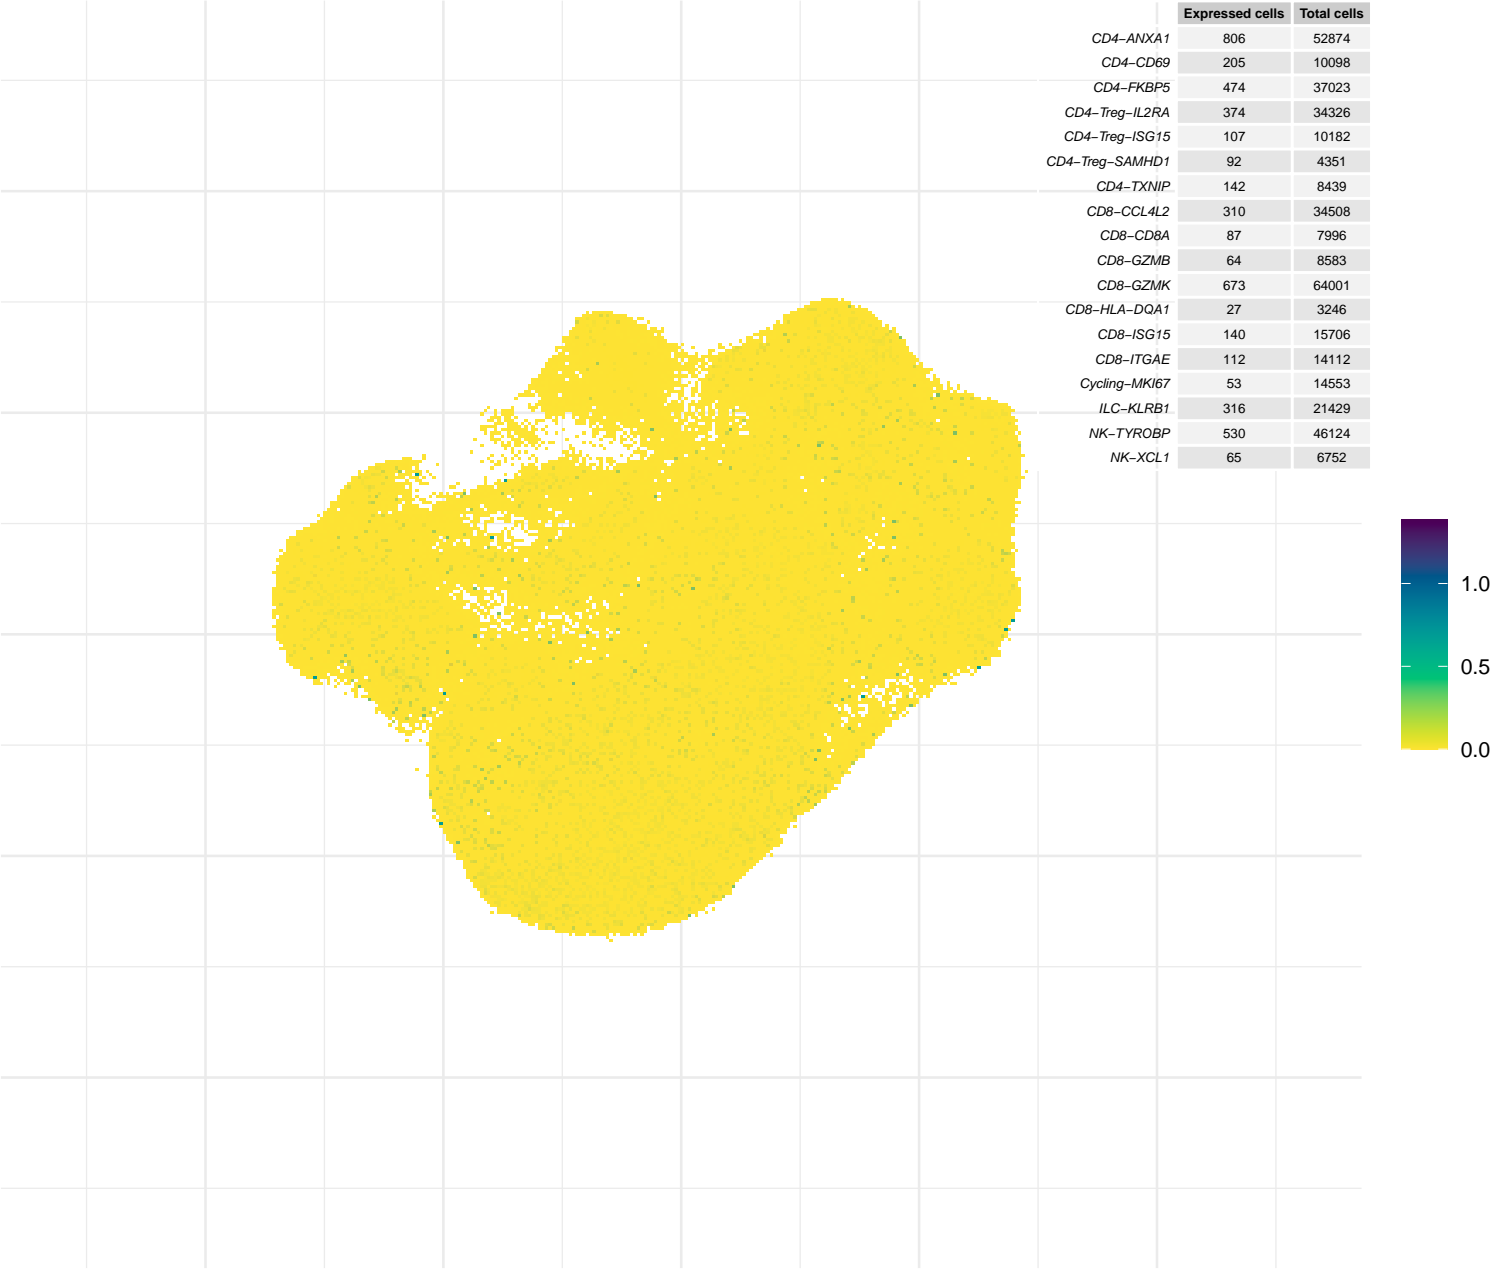 Expressed cells Total cells
CD4−ANXA1 806 52874
CD4−CD69 205 10098
CD4−FKBP5 474 37023
CD4−Treg−IL2RA 374 34326
CD4−Treg−ISG15 107 10182
CD4−Treg−SAMHD1 92 4351
CD4−TXNIP 142 8439
CD8−CCL4L2 310 34508
CD8−CD8A 87 7996
CD8−GZMB 64 8583
CD8−GZMK 673 64001
CD8−HLA−DQA1 27 3246
CD8−ISG15 140 15706
CD8−ITGAE 112 14112
Cycling−MKI67 53 14553
ILC−KLRB1 316 21429
NK−TYROBP 530 46124
NK−XCL1 65 6752
1.0
0.5
0.0